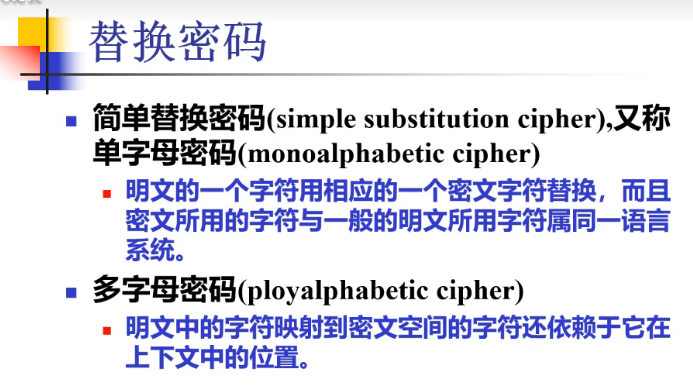 替换密码
简单替换密码(simple substitution cipher),又称
单字母密码(monoalphabetic cipher)
明文的一个字符用相应的一个密文字符替换，而且
密文所用的字符与一般的明文所用字符属同一语言
系统。
多字母密码(ployalphabetic cipher)
明文中的字符映射到密文空间的字符还依赖于它在
上下文中的位置。